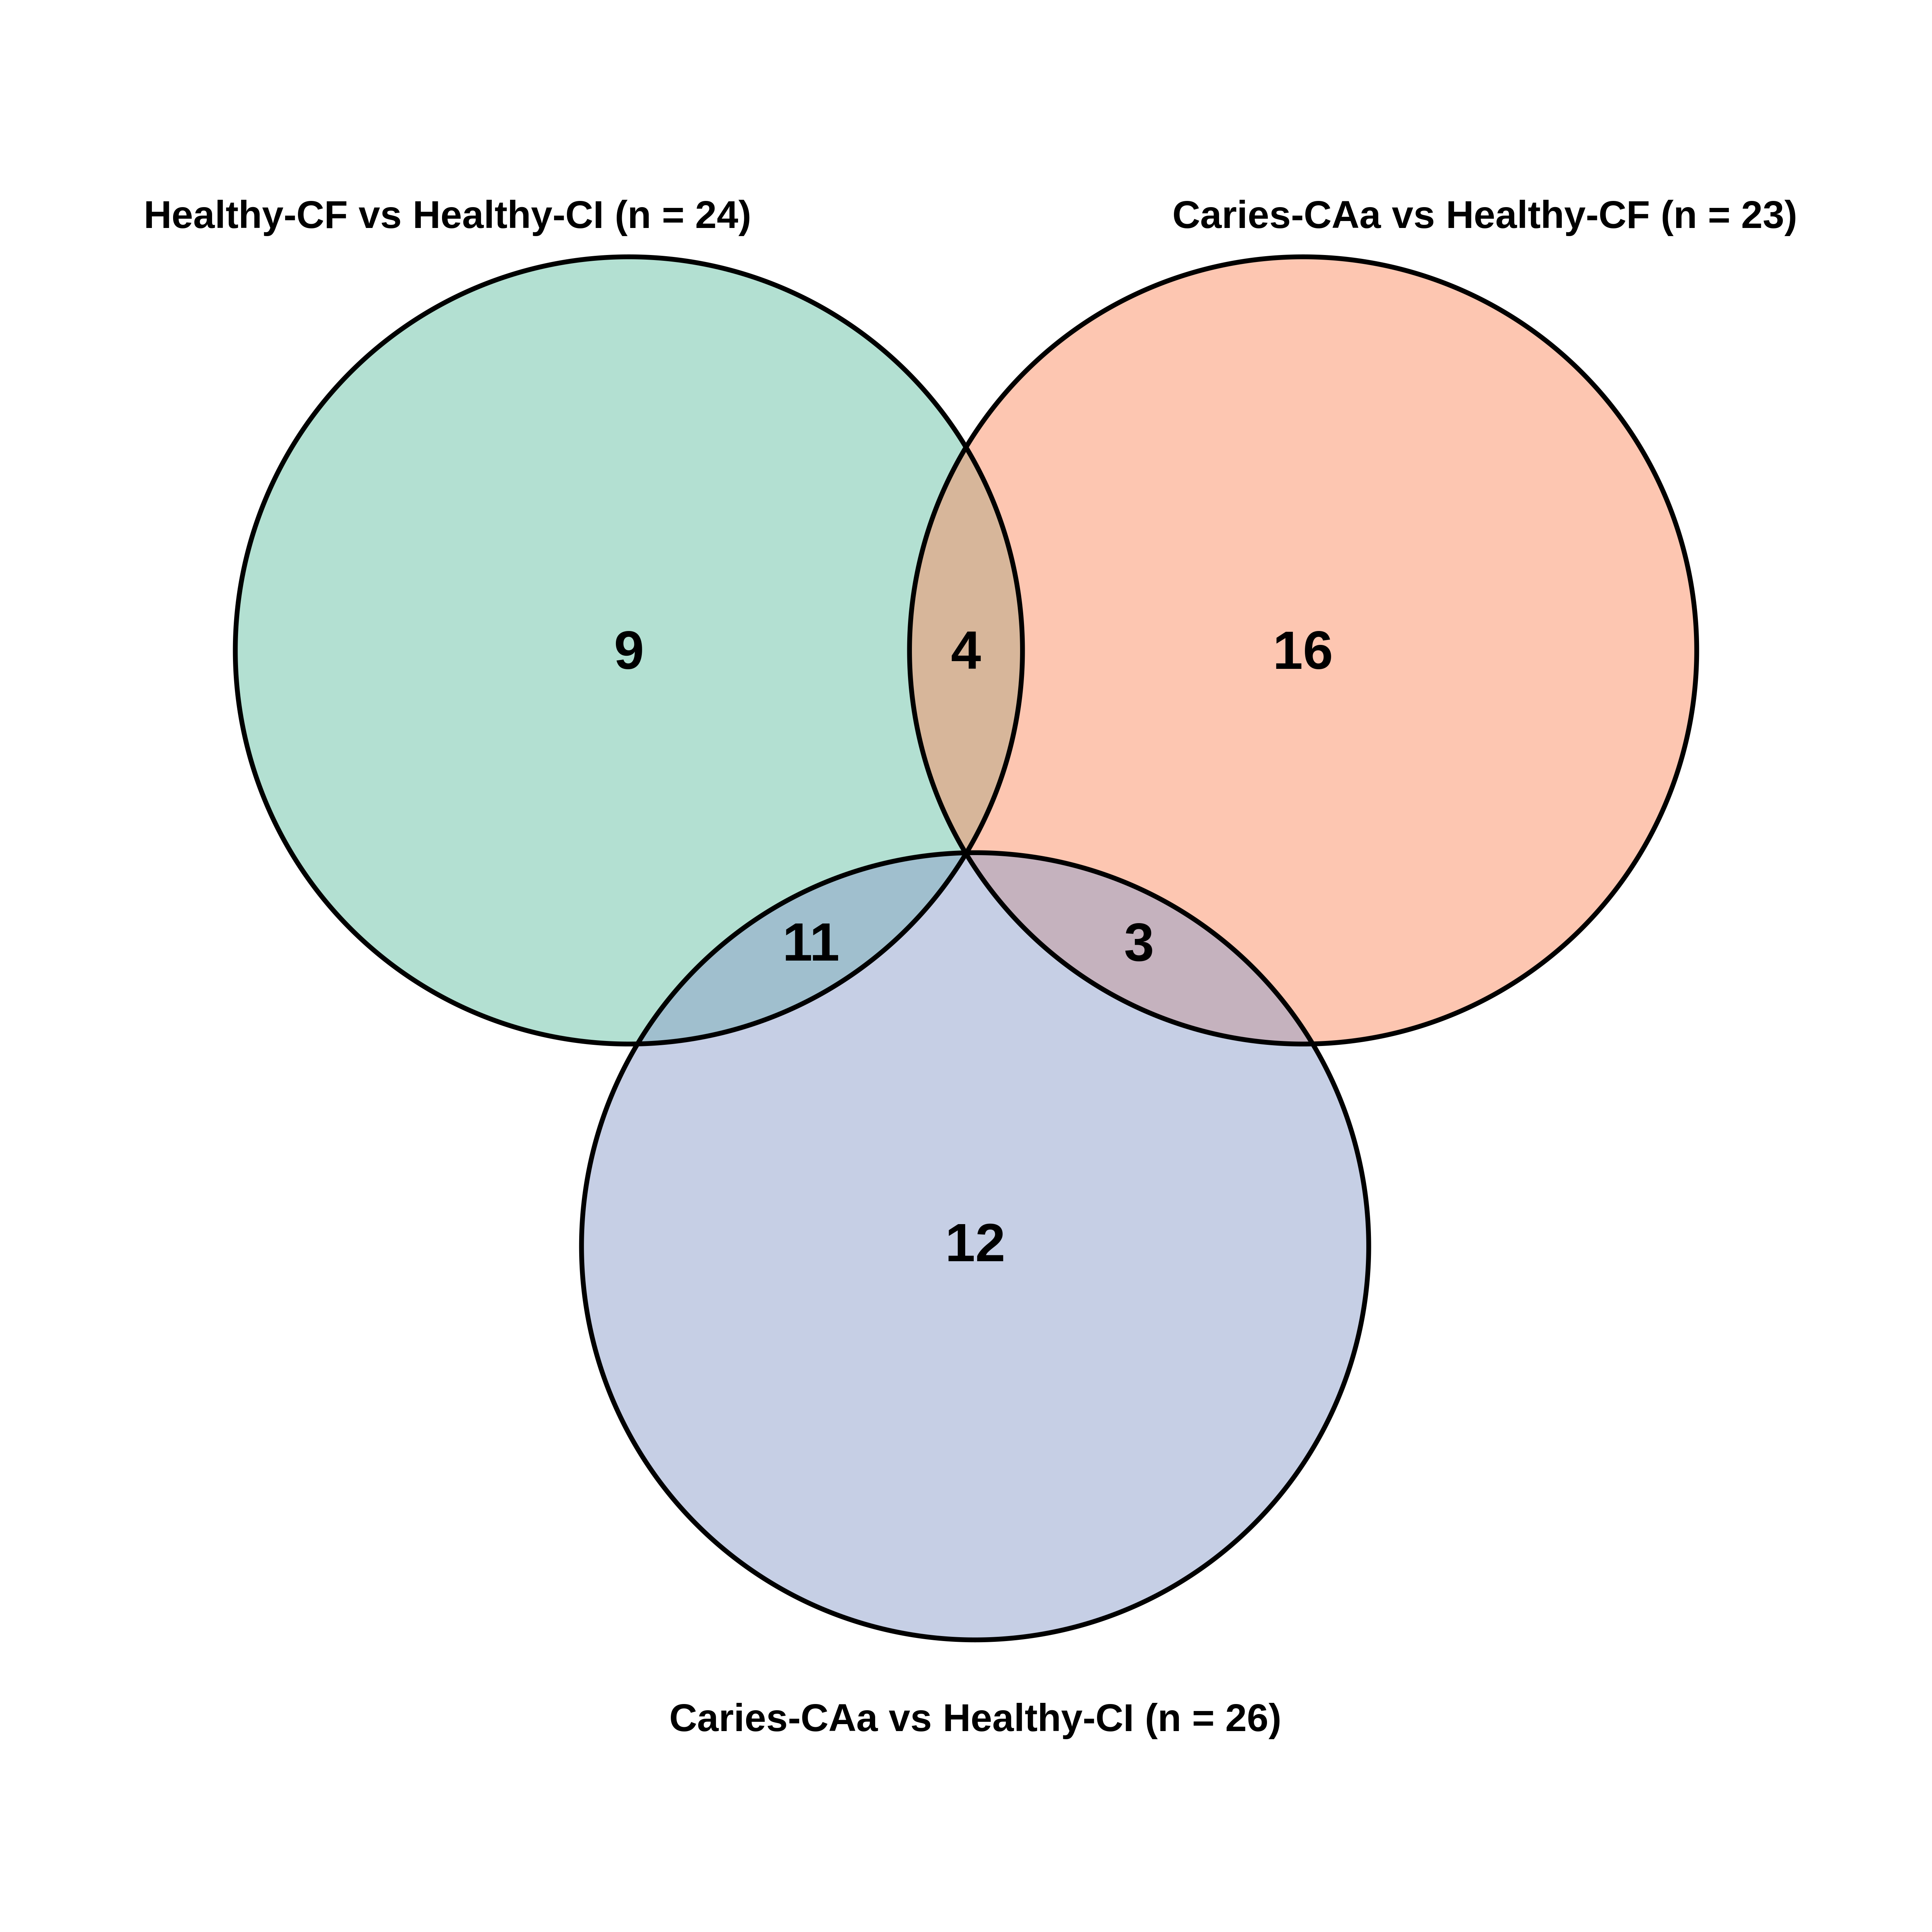 Healthy-CF vs Healthy-CI (n = 24)
Caries-CAa vs Healthy-CF (n = 23)
9
4
16
11
3
12
Caries-CAa vs Healthy-CI (n = 26)